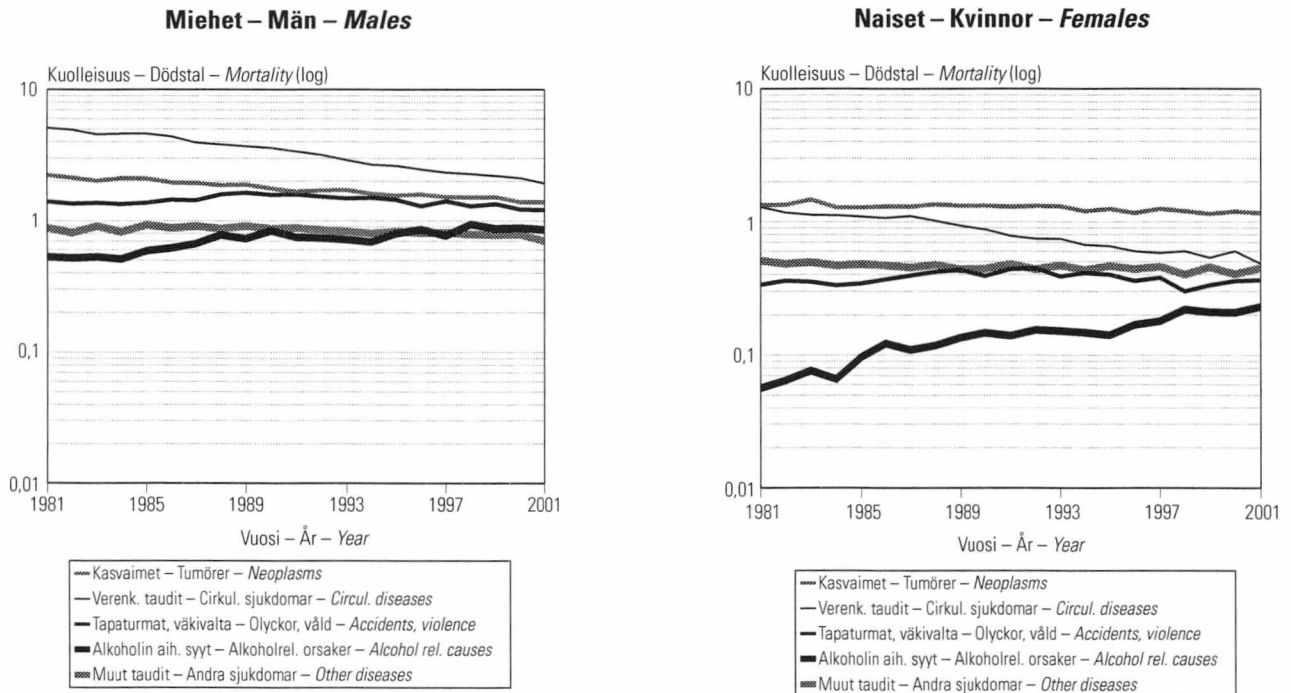 Miehet – Män – Males
Kuolleisuus – Dödstal – Mortality (log)
10
1
0,1
0,01
1981 1985 1989 1993 1997 2001
Vuosi – År – Year
Kasvaimet – Tumörer – Neoplasms
Verenk. taudit – Cirkul. sjukdomar – Circul. diseases
Tapaturmat, väkivalta – Olyckor, våld – Accidents, violence
Alkoholin aih. syyt – Alkoholrel. orsaker – Alcohol rel. causes
Muut taudit – Andra sjukdomar – Other diseases
Naiset – Kvinnor – Females
Kuolleisuus – Dödstal – Mortality (log)
10
1
0,1
0,01
1981 1985 1989 1993 1997 2001
Vuosi – År – Year
Kasvaimet – Tumörer – Neoplasms
Verenk. taudit – Cirkul. sjukdomar – Circul. diseases
Tapaturmat, väkivalta – Olyckor, våld – Accidents, violence
Alkoholin aih. syyt – Alkoholrel. orsaker – Alcohol rel. causes
Muut taudit – Andra sjukdomar – Other diseases